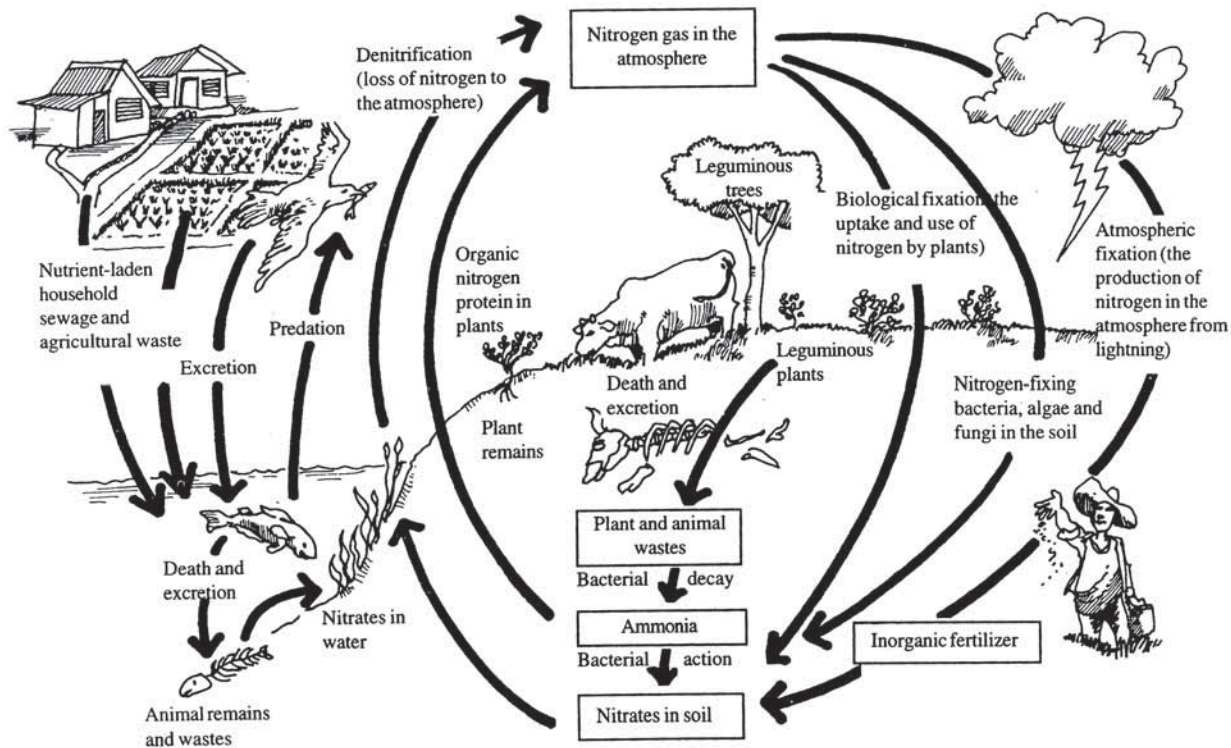 Denitrification
(loss of nitrogen to
the atmosphere)
Nitrogen gas in the
atmosphere
Leguminous
trees
Biological fixation, the
uptake and use of
nitrogen by plants)
Atmospheric
fixation (the
production of
nitrogen in the
atmosphere from
lightning)
Nutrient-laden
household
sewage and
agricultural waste
Predation
Excretion
Organic
nitrogen
protein in
plants
Leguminous
plants
Death and
excretion
Plant
remains
Nitrogen-fixing
bacteria, algae and
fungi in the soil
Plant and animal
wastes
Bacterial decay
Ammonia
Bacterial action
Nitrates in soil
Inorganic fertilizer
Death and
excretion
Nitrates in
water
Animal remains
and wastes